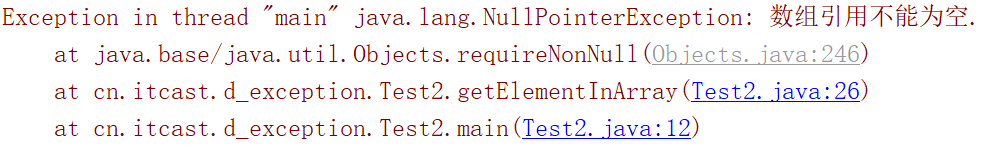 Exception in thread "main" java.lang.NullPointerException: 数组引用不能为空.
at java.base/java.util.Objects.requireNonNull(Objects.java:246)
at cn.itcast.d_exception.Test2.getElementInArray(Test2.java:26)
at cn.itcast.d_exception.Test2.main(Test2.java:12)